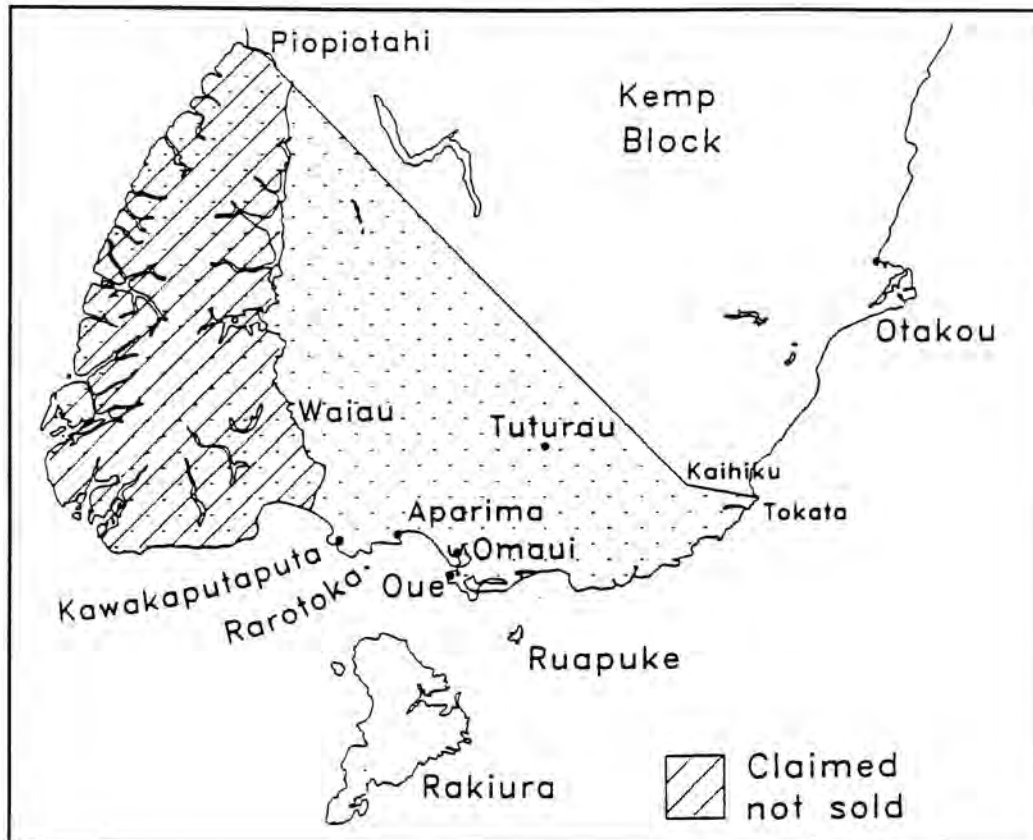 Piopiotahi
Kemp
Block
Otakou
Waiau
Tuturau
Kaihiku
Tokata
Aparima
Omaui
Kawakaputaputa
Rarotoka
Oue
Ruapuke
Rakiura
Claimed
not sold